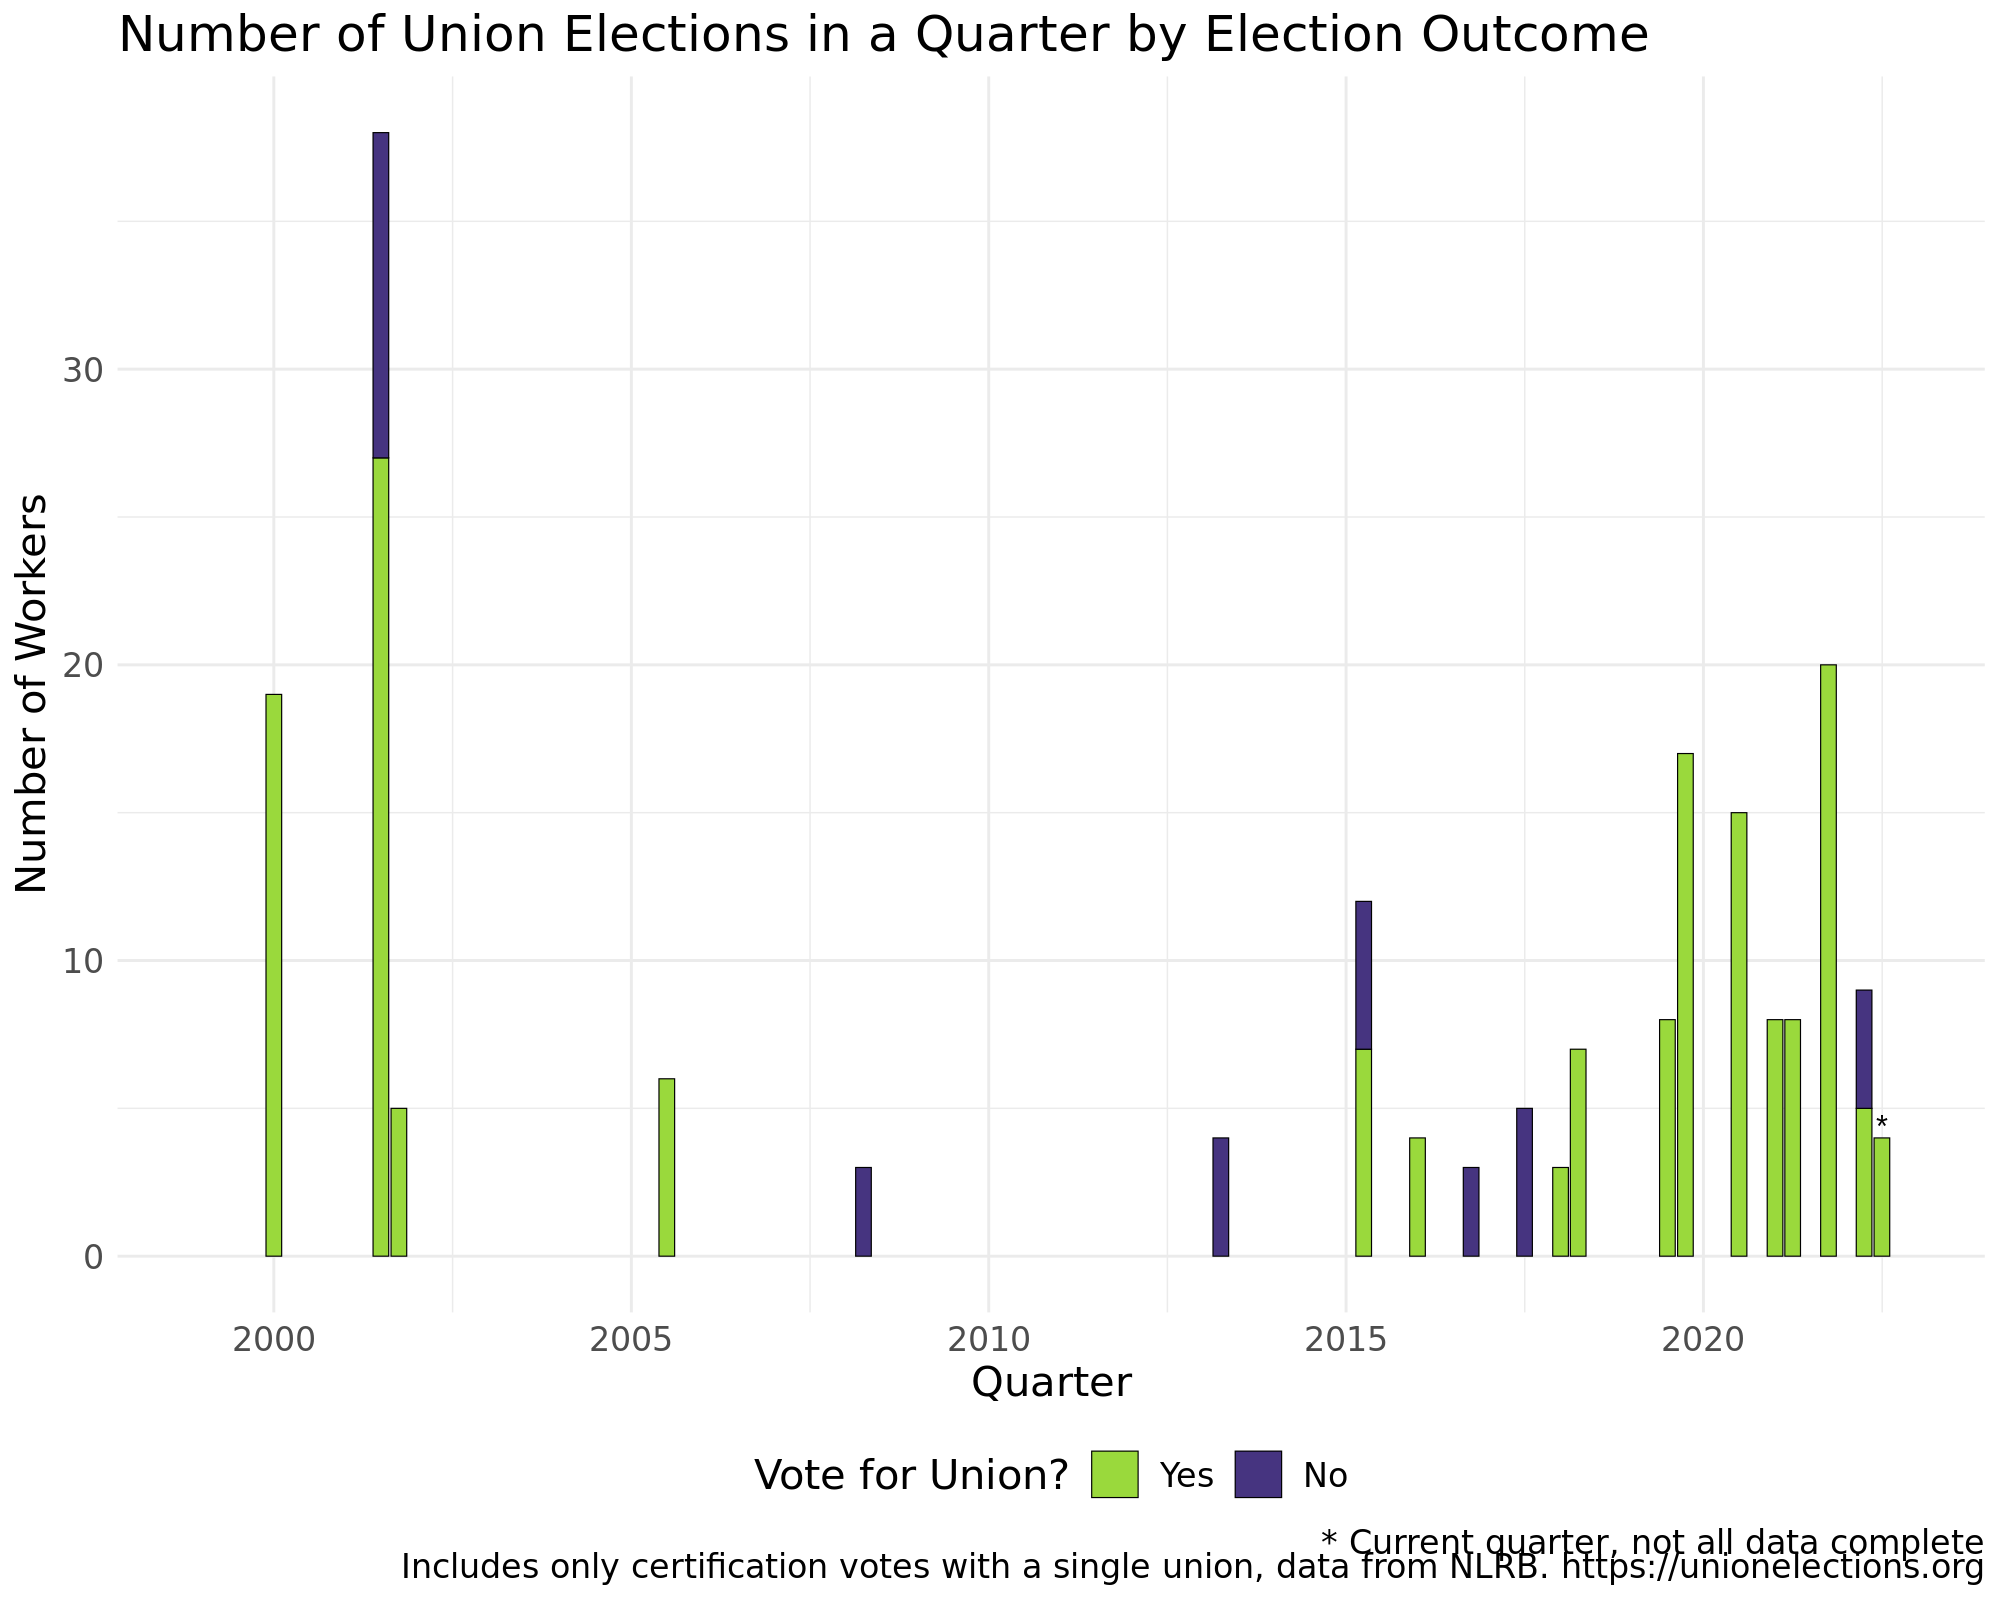 Number of Union Elections in a Quarter by Election Outcome
Number of Workers
30
20
10
0
*
2000 2005 2010 2015 2020
Quarter
Vote for Union? Yes No
* Current quarter, not all data complete
Includes only certification votes with a single union, data from NLRB. https://unionelections.org